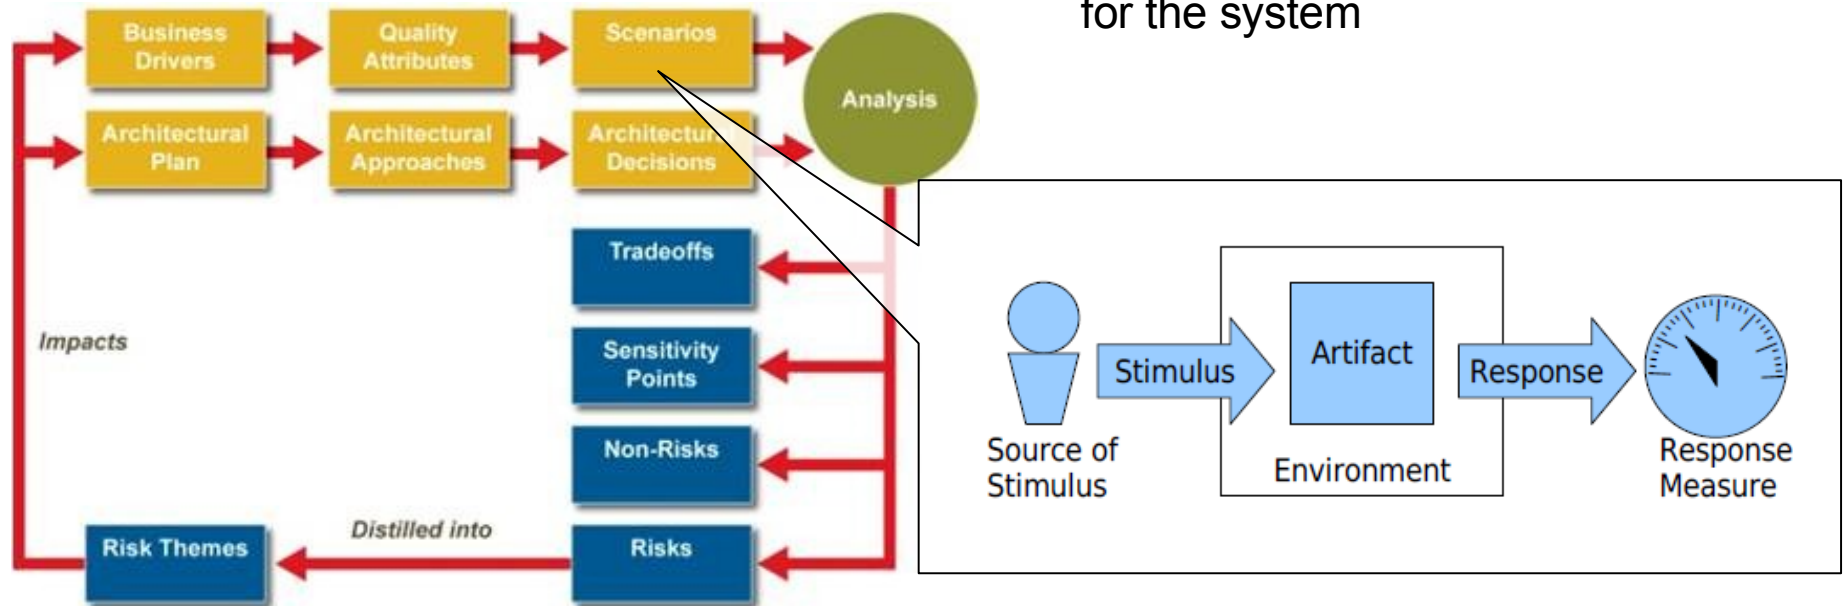 for the system
Business
Drivers
Quality
Attributes
Scenarios
Analysis
Architectural
Plan
Architectural
Approaches
Architectural
Decisions
Tradeoffs
Sensitivity
Points
Non-Risks
Risks
Impacts
Distilled into
Risk Themes
Source of
Stimulus
Stimulus
Artifact
Environment
Response
Response
Measure